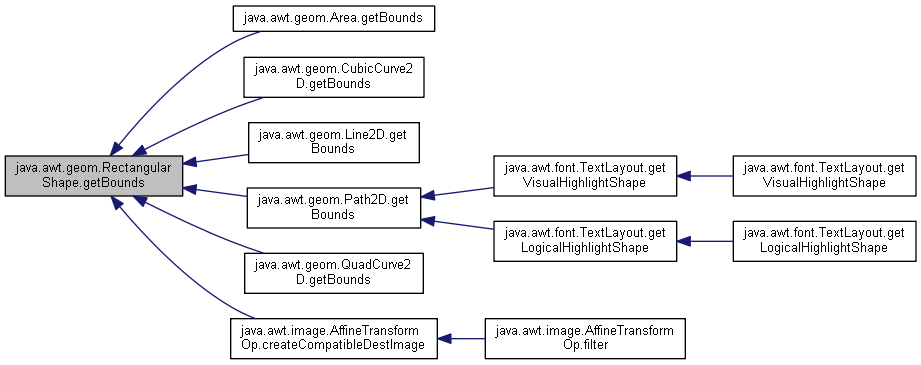 java.awt.geom.Area.getBounds
java.awt.geom.CubicCurve2
D.getBounds
java.awt.geom.Line2D.get
Bounds
java.awt.geom.Rectangular
Shape.getBounds
java.awt.geom.Path2D.get
Bounds
java.awt.font.TextLayout.get
VisualHighlightShape
java.awt.font.TextLayout.get
VisualHighlightShape
java.awt.font.TextLayout.get
LogicalHighlightShape
java.awt.font.TextLayout.get
LogicalHighlightShape
java.awt.geom.QuadCurve2
D.getBounds
java.awt.image.AffineTransform
Op.createCompatibleDestImage
java.awt.image.AffineTransform
Op.filter